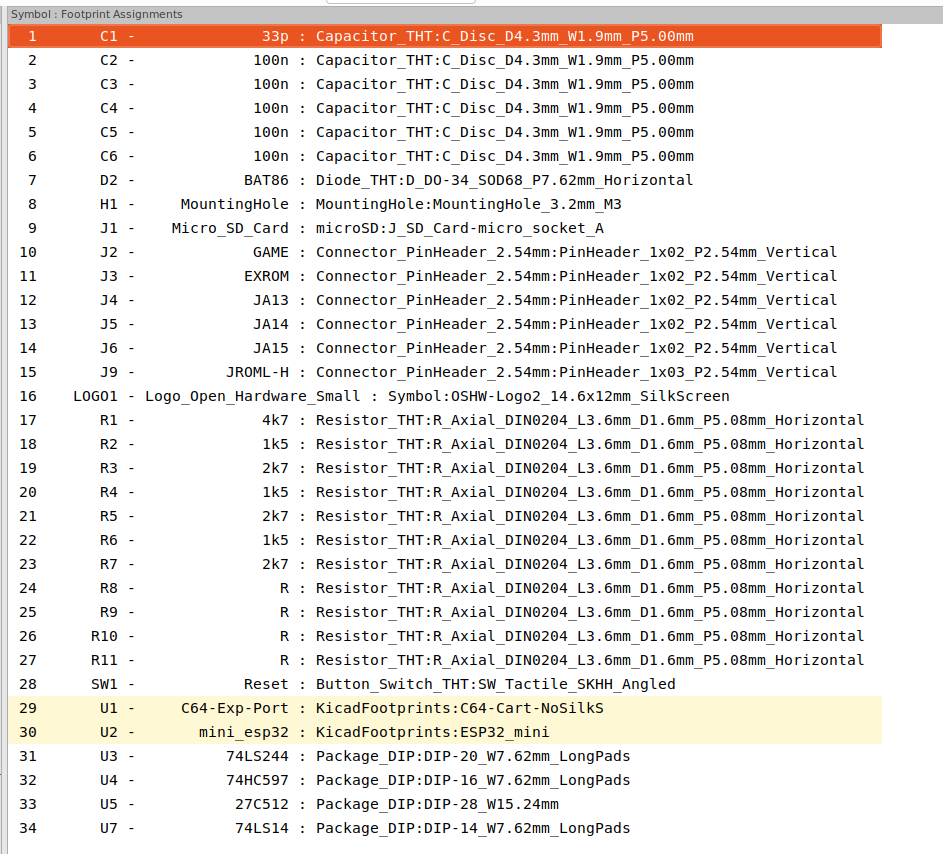 Symbol : Footprint Assignments
1 C1 - 33p : Capacitor_THT:C_Disc_D4.3mm_W1.9mm_P5.00mm
2 C2 - 100n : Capacitor_THT:C_Disc_D4.3mm_W1.9mm_P5.00mm
3 C3 - 100n : Capacitor_THT:C_Disc_D4.3mm_W1.9mm_P5.00mm
4 C4 - 100n : Capacitor_THT:C_Disc_D4.3mm_W1.9mm_P5.00mm
5 C5 - 100n : Capacitor_THT:C_Disc_D4.3mm_W1.9mm_P5.00mm
6 C6 - 100n : Capacitor_THT:C_Disc_D4.3mm_W1.9mm_P5.00mm
7 D2 - BAT86 : Diode_THT:D_DO-34_SOD68_P7.62mm_Horizontal
8 H1 - MountingHole : MountingHole:MountingHole_3.2mm_M3
9 J1 - Micro_SD_Card : microSD:J_SD_Card-micro_socket_A
10 J2 - GAME : Connector_PinHeader_2.54mm:PinHeader_1x02_P2.54mm_Vertical
11 J3 - EXROM : Connector_PinHeader_2.54mm:PinHeader_1x02_P2.54mm_Vertical
12 J4 - JA13 : Connector_PinHeader_2.54mm:PinHeader_1x02_P2.54mm_Vertical
13 J5 - JA14 : Connector_PinHeader_2.54mm:PinHeader_1x02_P2.54mm_Vertical
14 J6 - JA15 : Connector_PinHeader_2.54mm:PinHeader_1x02_P2.54mm_Vertical
15 J9 - JROML-H : Connector_PinHeader_2.54mm:PinHeader_1x03_P2.54mm_Vertical
16 LOGO1 - Logo_Open_Hardware_Small : Symbol:OSHW-Logo2_14.6x12mm_SilkScreen
17 R1 - 4k7 : Resistor_THT:R_Axial_DIN0204_L3.6mm_D1.6mm_P5.08mm_Horizontal
18 R2 - 1k5 : Resistor_THT:R_Axial_DIN0204_L3.6mm_D1.6mm_P5.08mm_Horizontal
19 R3 - 2k7 : Resistor_THT:R_Axial_DIN0204_L3.6mm_D1.6mm_P5.08mm_Horizontal
20 R4 - 1k5 : Resistor_THT:R_Axial_DIN0204_L3.6mm_D1.6mm_P5.08mm_Horizontal
21 R5 - 2k7 : Resistor_THT:R_Axial_DIN0204_L3.6mm_D1.6mm_P5.08mm_Horizontal
22 R6 - 1k5 : Resistor_THT:R_Axial_DIN0204_L3.6mm_D1.6mm_P5.08mm_Horizontal
23 R7 - 2k7 : Resistor_THT:R_Axial_DIN0204_L3.6mm_D1.6mm_P5.08mm_Horizontal
24 R8 - R : Resistor_THT:R_Axial_DIN0204_L3.6mm_D1.6mm_P5.08mm_Horizontal
25 R9 - R : Resistor_THT:R_Axial_DIN0204_L3.6mm_D1.6mm_P5.08mm_Horizontal
26 R10 - R : Resistor_THT:R_Axial_DIN0204_L3.6mm_D1.6mm_P5.08mm_Horizontal
27 R11 - R : Resistor_THT:R_Axial_DIN0204_L3.6mm_D1.6mm_P5.08mm_Horizontal
28 SW1 - Reset : Button_Switch_THT:SW_Tactile_SKHH_Angled
29 U1 - C64-Exp-Port : KicadFootprints:C64-Cart-NoSilkS
30 U2 - mini_esp32 : KicadFootprints:ESP32_mini
31 U3 - 74LS244 : Package_DIP:DIP-20_W7.62mm_LongPads
32 U4 - 74HC597 : Package_DIP:DIP-16_W7.62mm_LongPads
33 U5 - 27C512 : Package_DIP:DIP-28_W15.24mm
34 U7 - 74LS14 : Package_DIP:DIP-14_W7.62mm_LongPads